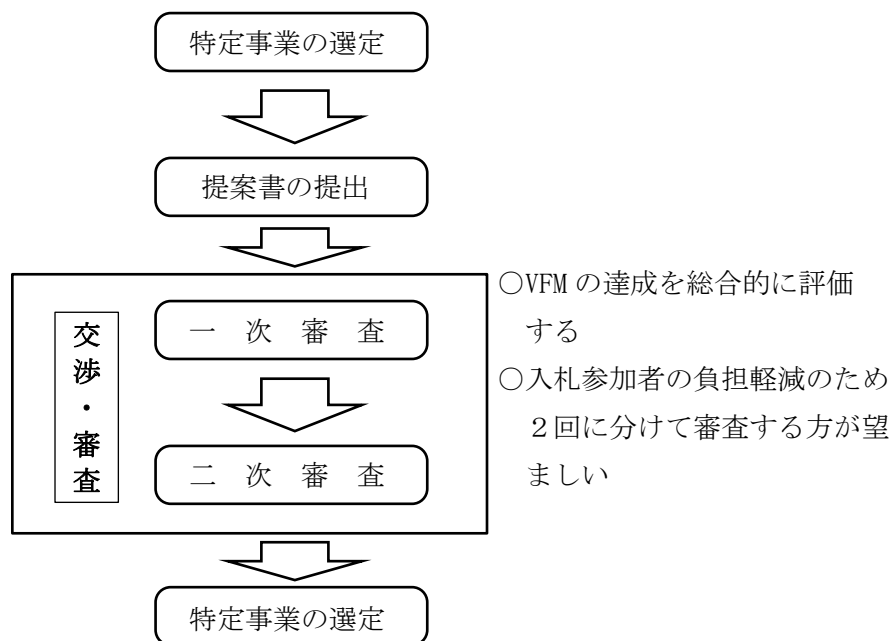 特定事業の選定
提案書の提出
交渉・審査
一 次 審 査
二 次 審 査
○VFM の達成を総合的に評価
する
○入札参加者の負担軽減のため
２回に分けて審査する方が望
ましい
特定事業の選定